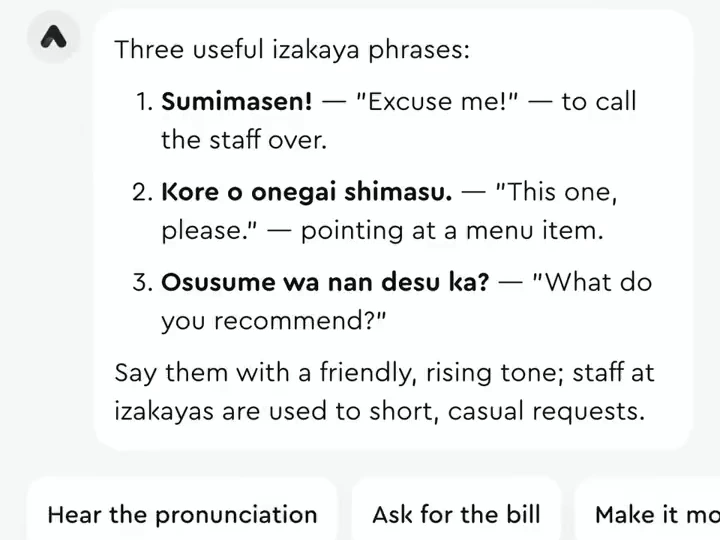 Three useful izakaya phrases:
1. Sumimasen! — "Excuse me!" — to call
the staff over.
2. Kore o onegai shimasu. — "This one,
please." — pointing at a menu item.
3. Osusume wa nan desu ka? — "What do
you recommend?"
Say them with a friendly, rising tone; staff at
izakayas are used to short, casual requests.
Hear the pronunciation
Ask for the bill
Make it